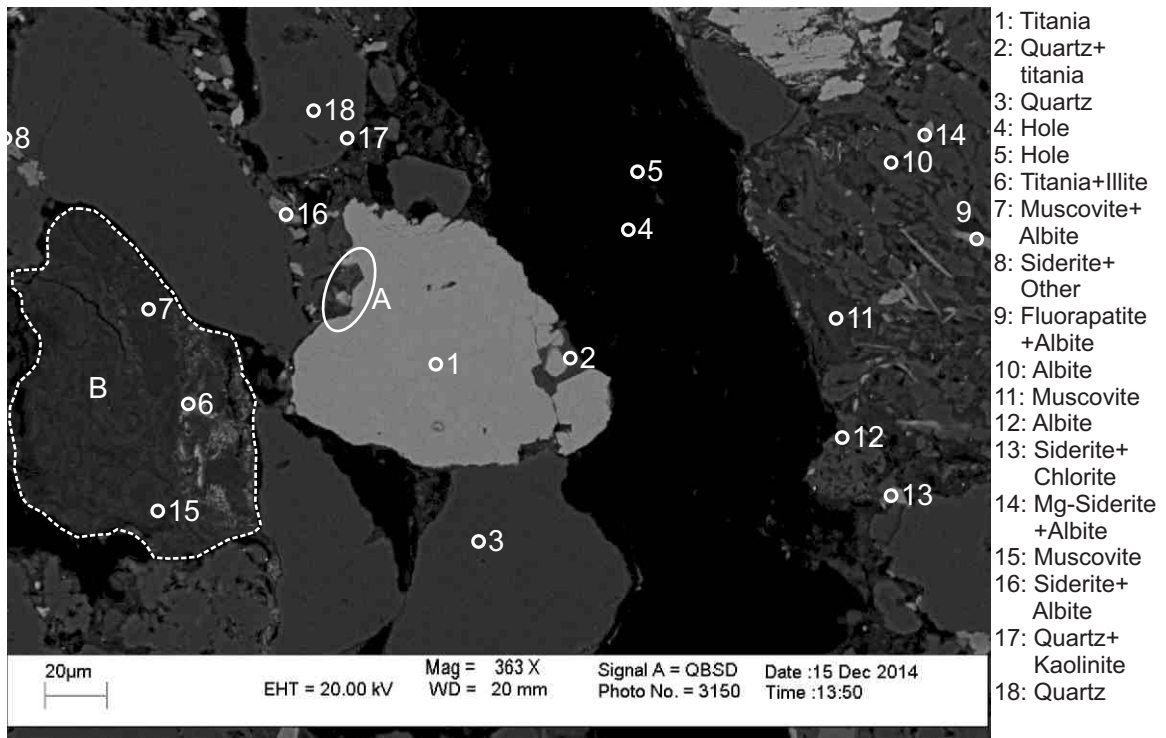 18
17
8
14
10
5
16
9
4
A
7
11
2
1
B
6
12
13
15
3
20µm
EHT = 20.00 kV
Mag = 363 X
WD = 20 mm
Signal A = QBSD
Photo No. = 3150
Date :15 Dec 2014
Time :13:50
1: Titania
2: Quartz+
titania
3: Quartz
4: Hole
5: Hole
6: Titania+Illite
7: Muscovite+
Albite
8: Siderite+
Other
9: Fluorapatite
+Albite
10: Albite
11: Muscovite
12: Albite
13: Siderite+
Chlorite
14: Mg-Siderite
+Albite
15: Muscovite
16: Siderite+
Albite
17: Quartz+
Kaolinite
18: Quartz